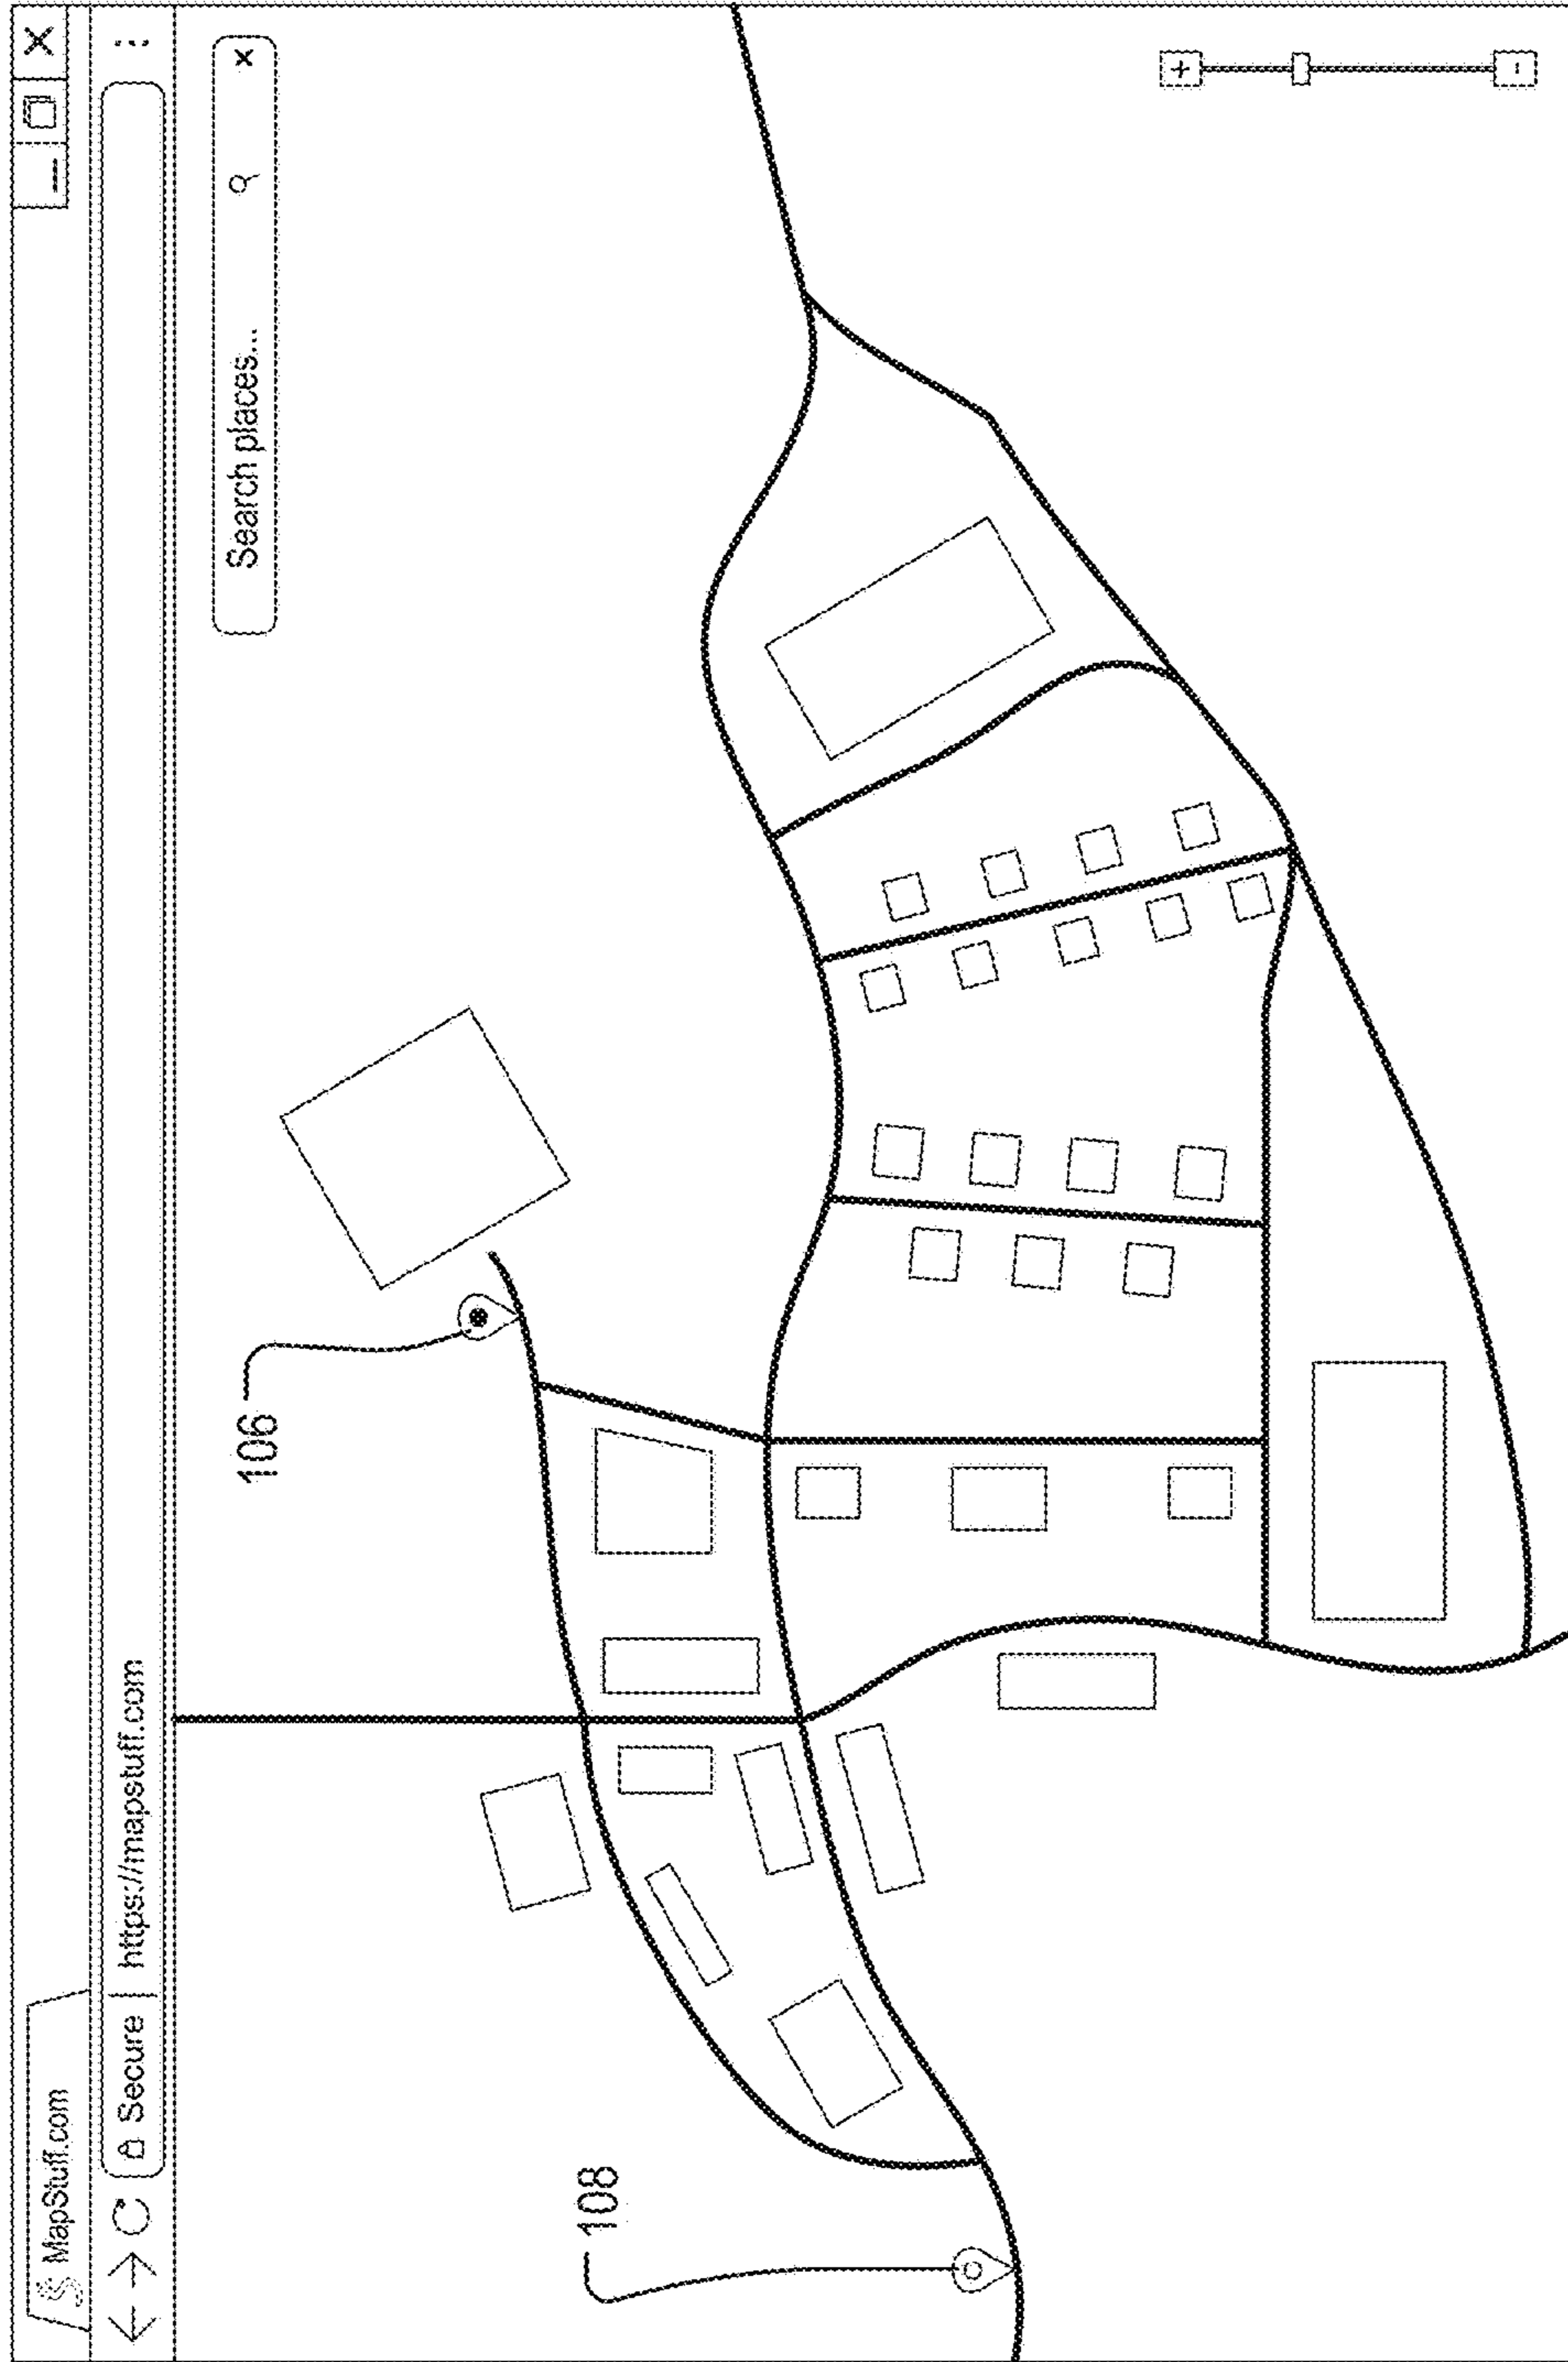 MapStuff.com
Secure | https://mapstuff.com
Search places...
106
108